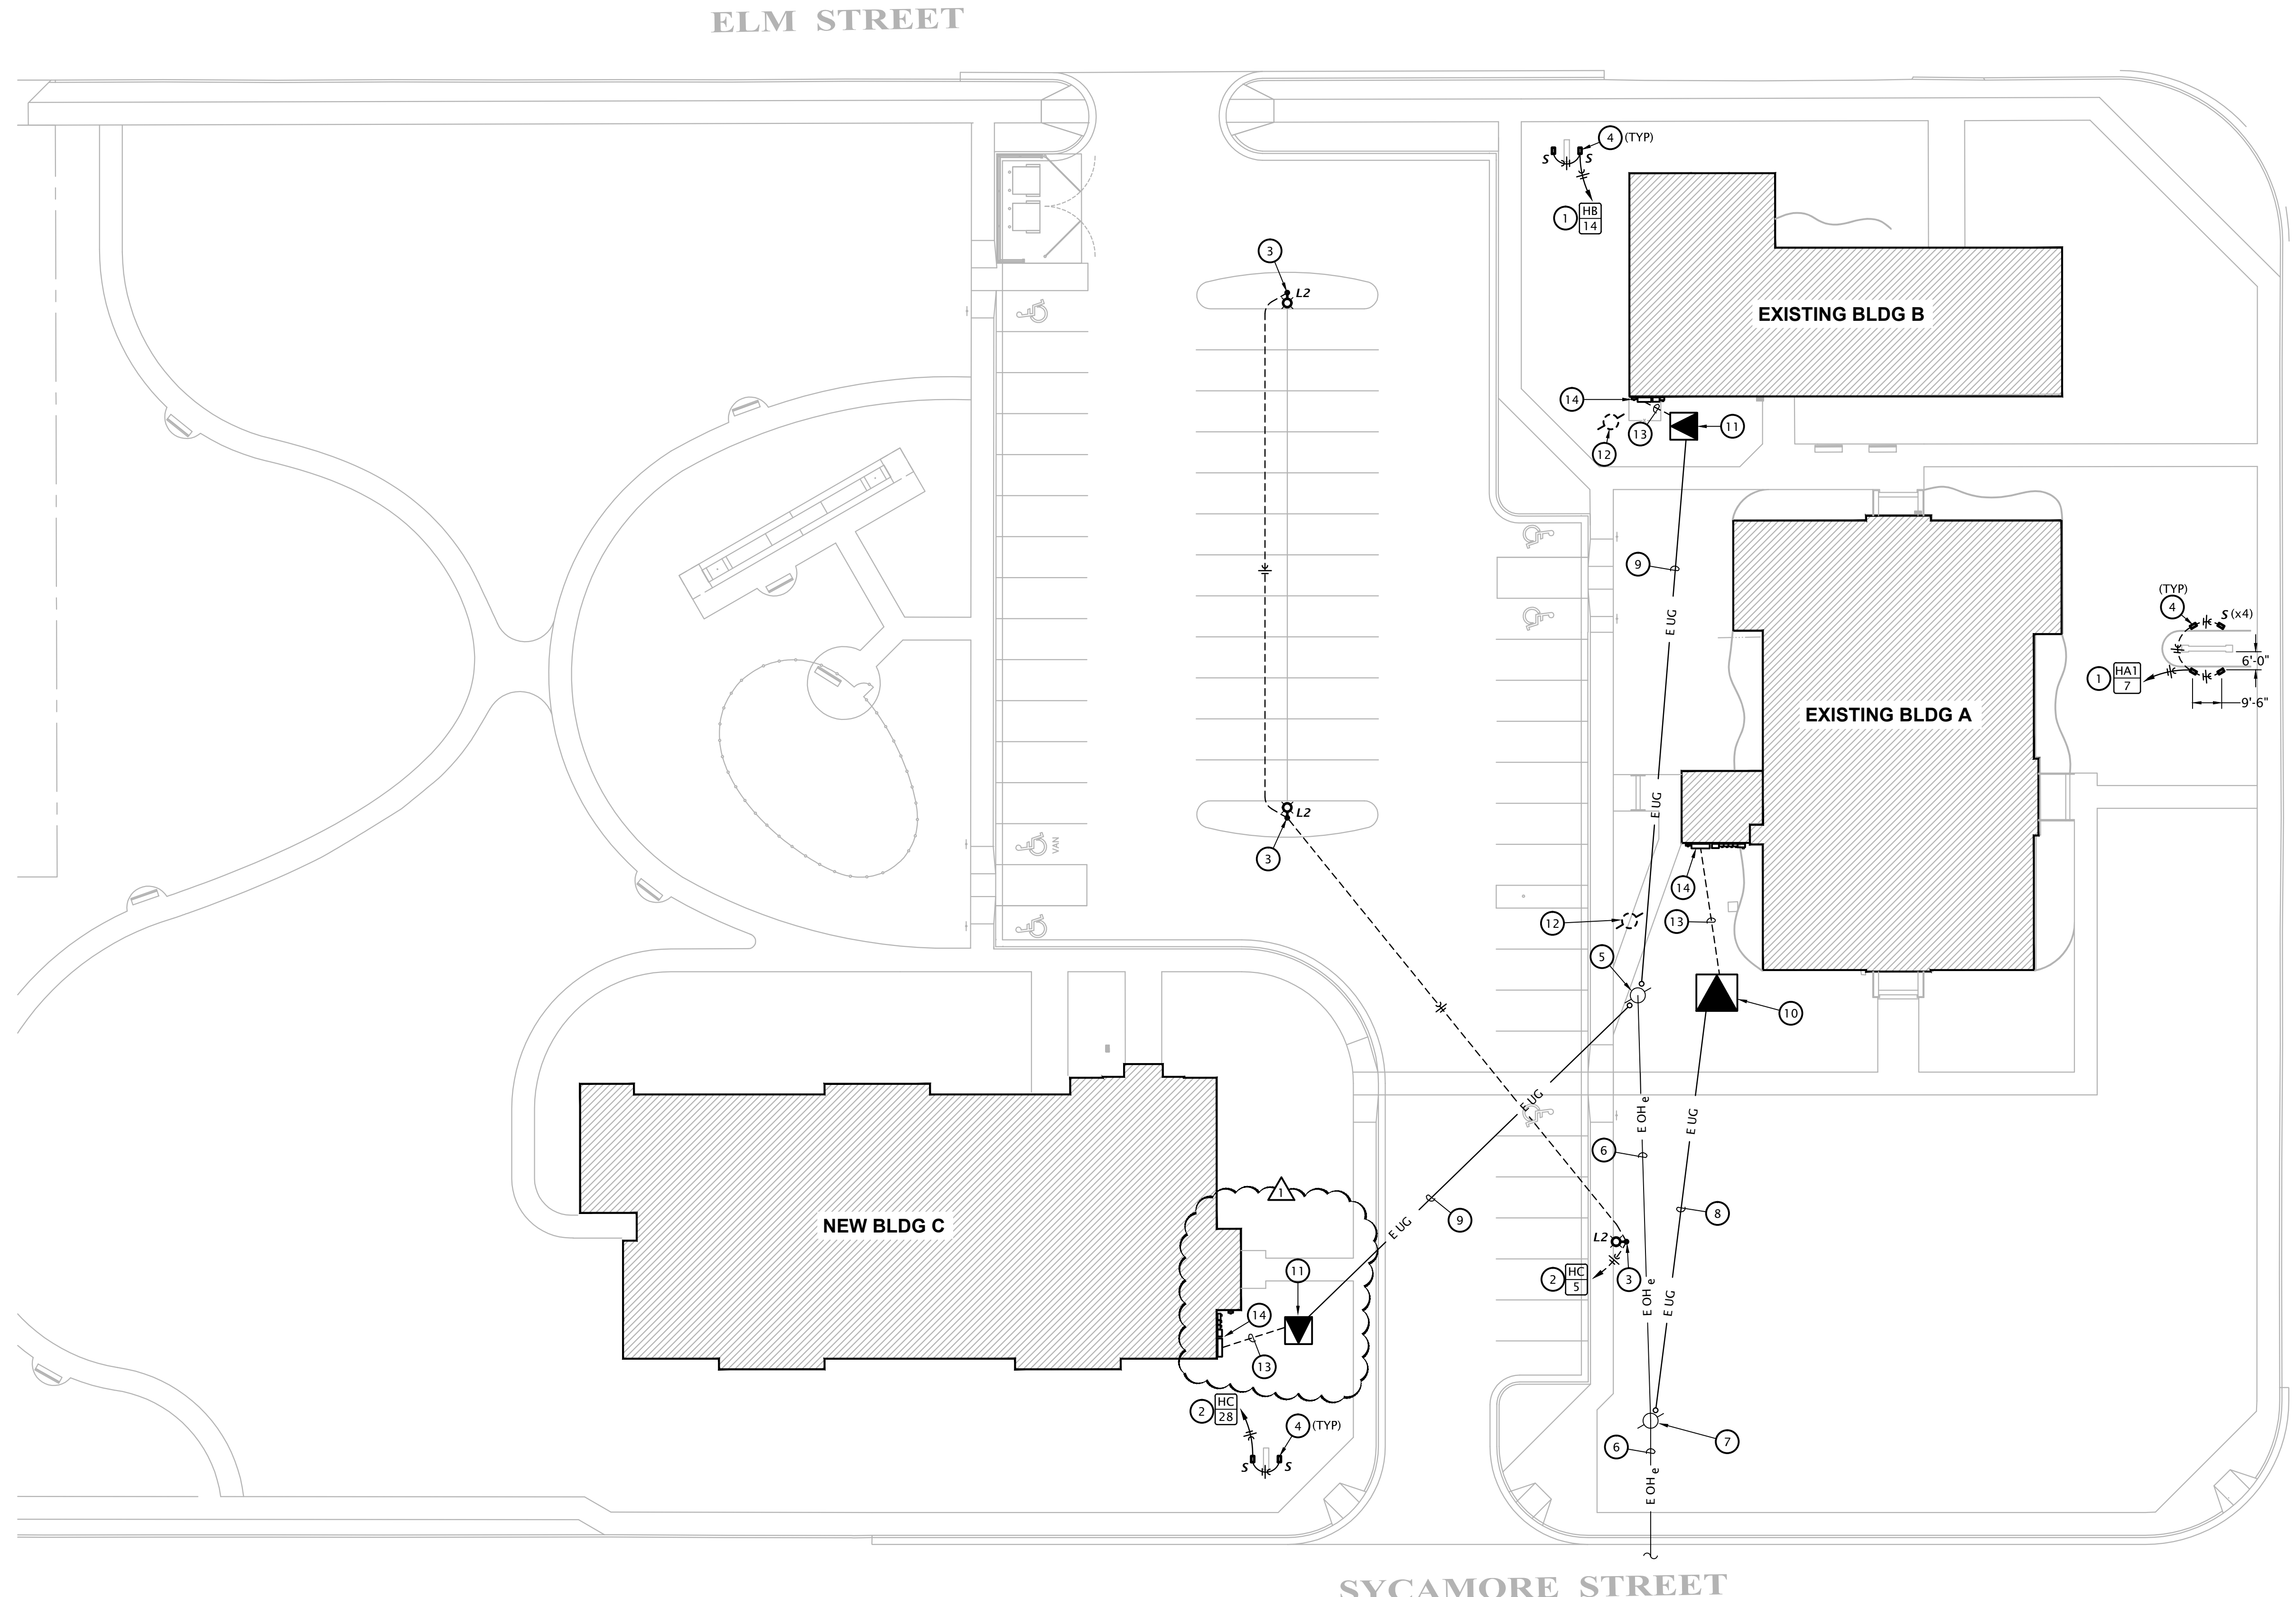 ELM STREET
4 (TYP)
S S
1 HB
14
3
L2
EXISTING BLDG B
14
12
13
11
9
E UG
(TYP)
4 S (x4)
6'-0"
1 HA1
7
9'-6"
EXISTING BLDG A
E UG
L2
3
VAN
14
12
13
5
10
E UG
E OH e
E UG
6
1
NEW BLDG C
9
E UG
8
L2
11
2 HC
5
3
E OH e
E UG
14
13
2 HC
28
4 (TYP)
S S
7
6
E OH e
SYCAMORE STREET